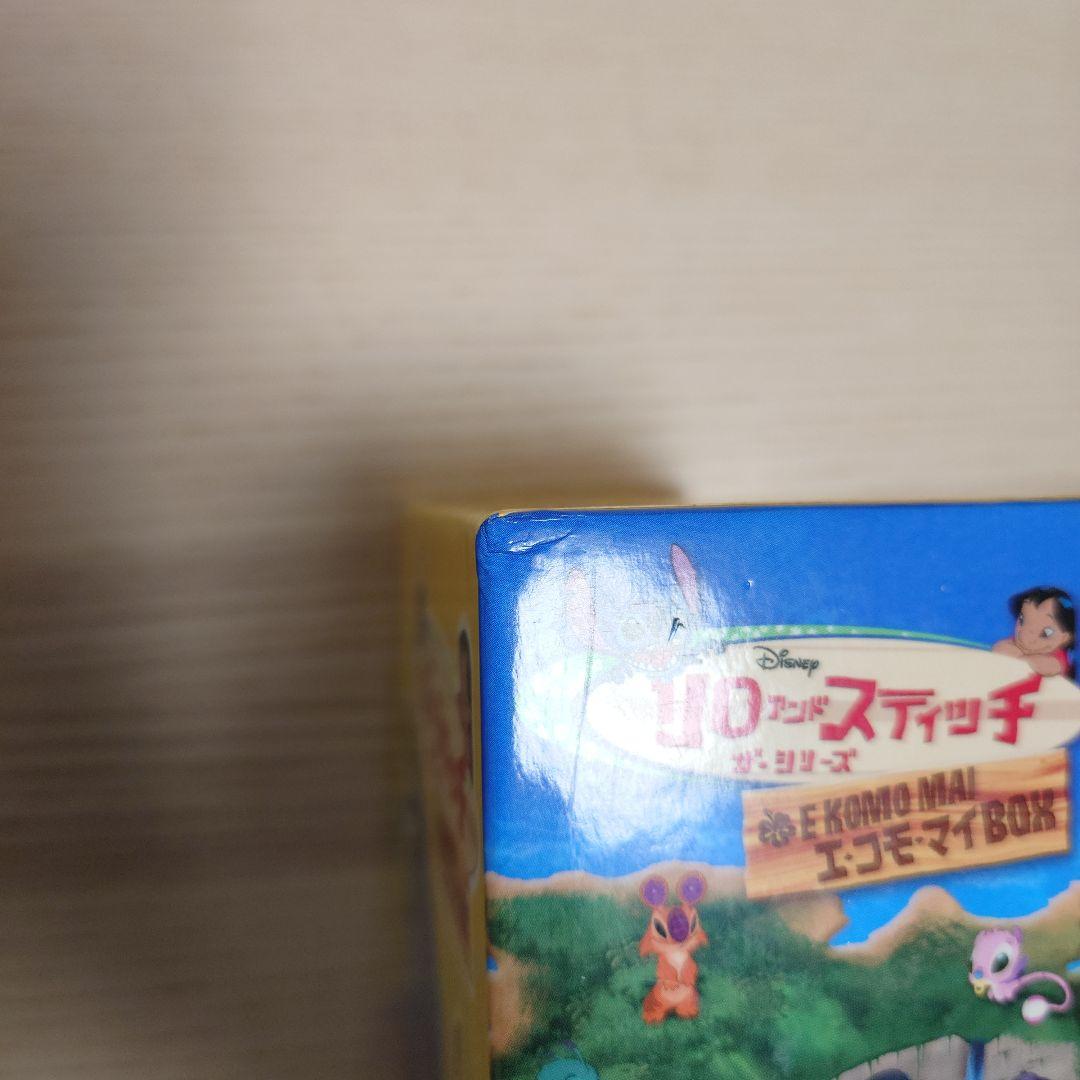 Disney
リロ アンド スティッチ
ザ・シリーズ
E KOMO MAI
エ・コモ・マイ BOX